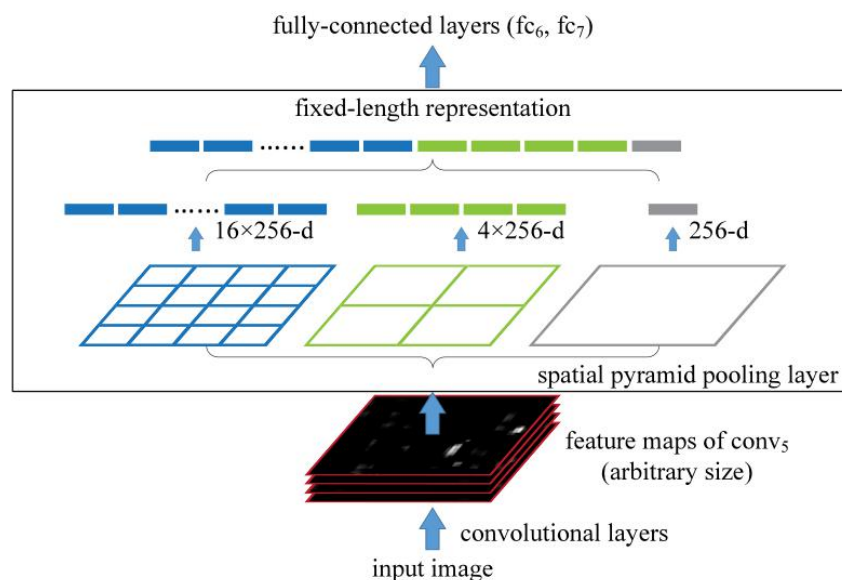 fully-connected layers (fc₆, fc₇)
fixed-length representation
......
......
16×256-d
4×256-d
256-d
spatial pyramid pooling layer
feature maps of conv₅
(arbitrary size)
convolutional layers
input image